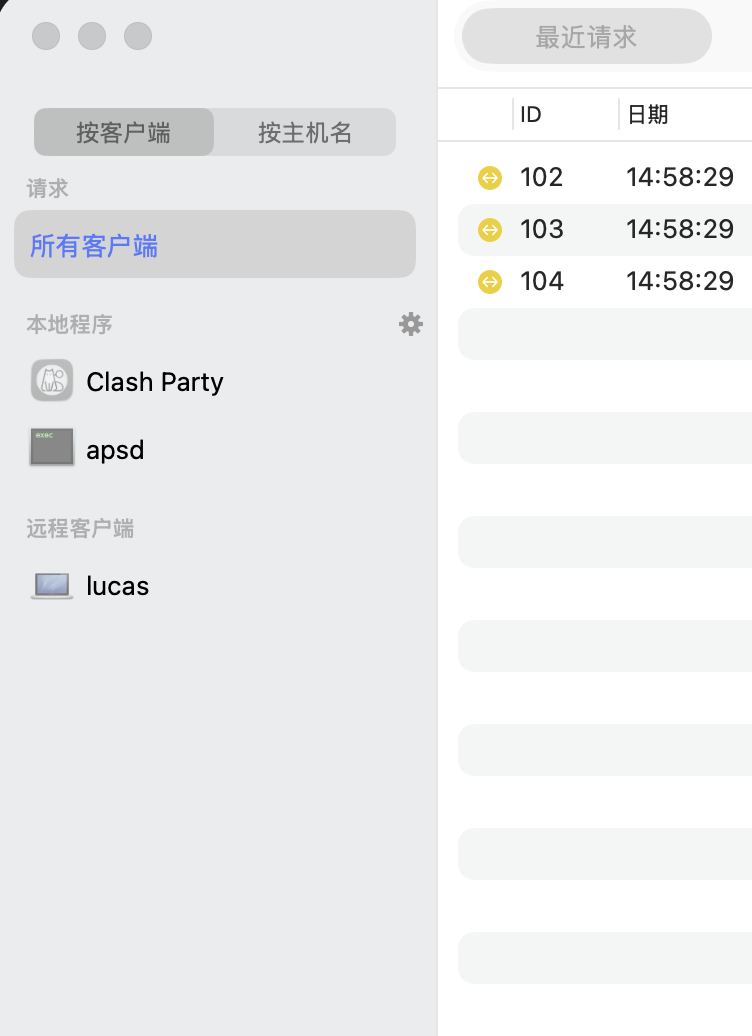 最近请求
按客户端 按主机名
请求
所有客户端
本地程序
Clash Party
exec
apsd
远程客户端
lucas
ID 日期
102 14:58:29
103 14:58:29
104 14:58:29